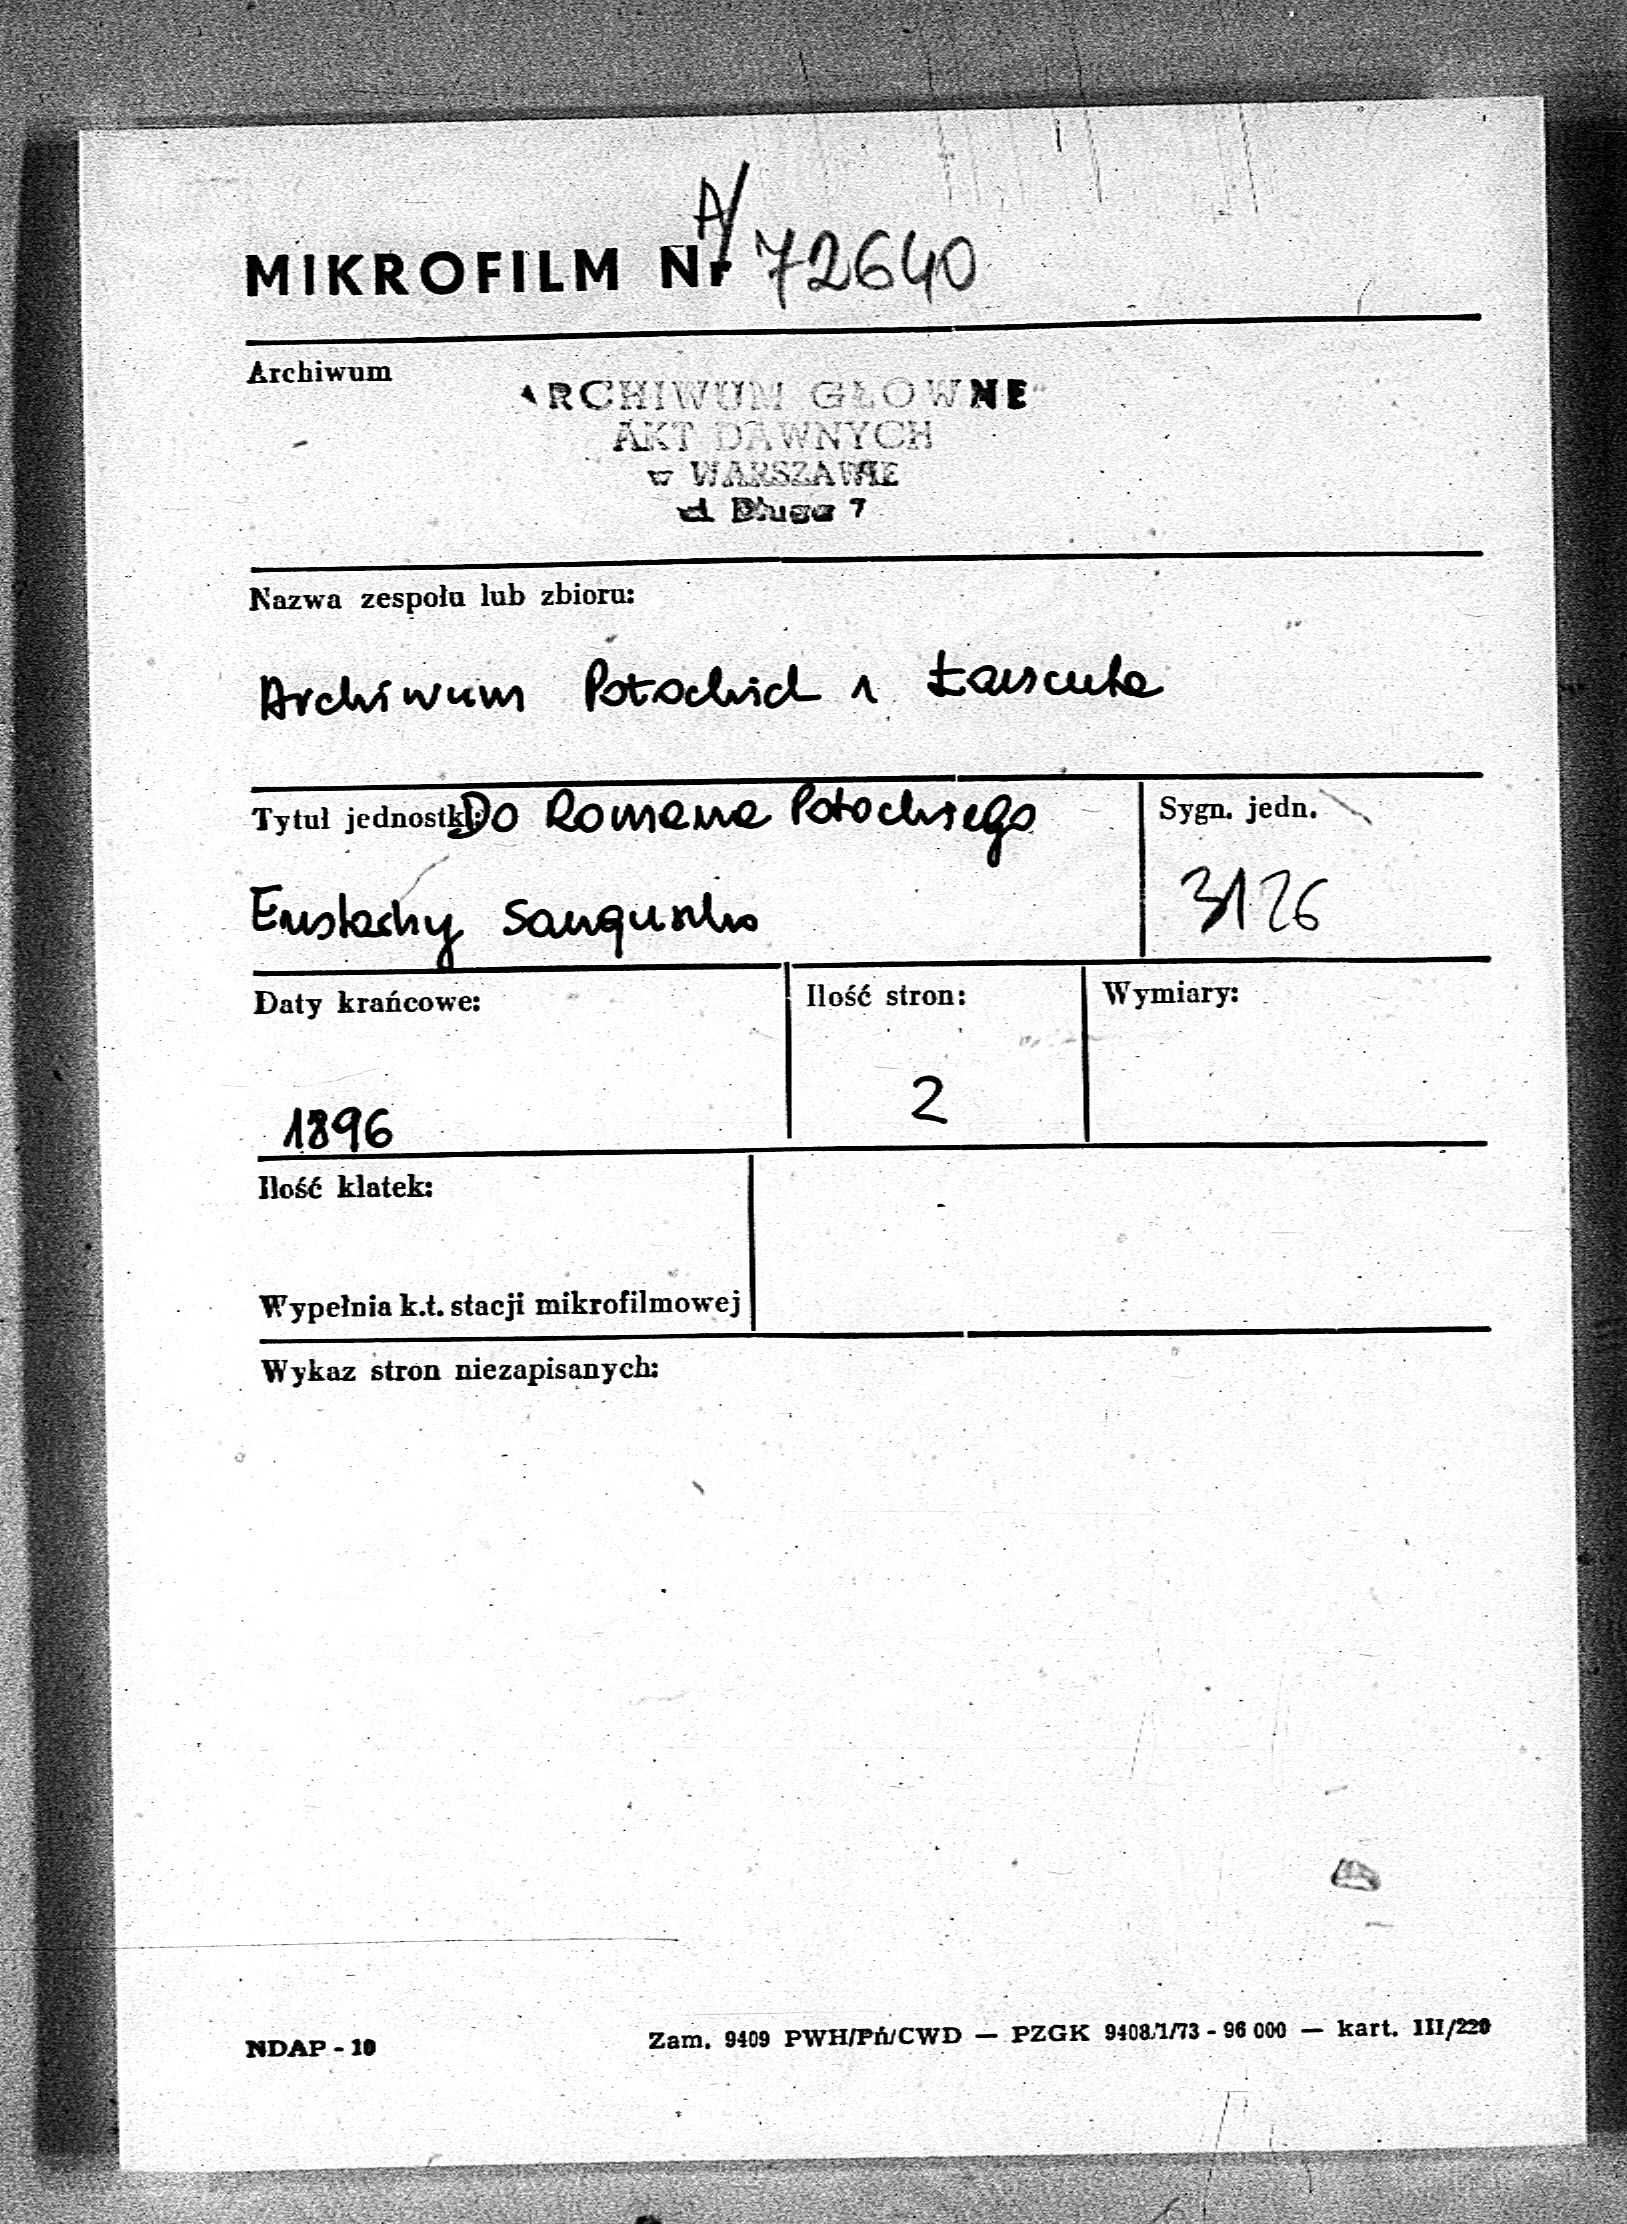 A/
MIKROFILM Nr 72640
Archiwum
ARCHIWUM GŁOWNE
AKT DAWNYCH
w WARSZAWIE
ul Długa 7
Nazwa zespołu lub zbioru:
Archiwum Potockich z Łańcuta
Tytuł jednostki: Do Romana Potockiego
Sygn. jedn.
Eustachy Sanguszko
3126
Daty krańcowe:
Ilość stron:
Wymiary:
1896
2
Ilość klatek:
Wypełnia k.t. stacji mikrofilmowej
Wykaz stron niezapisanych:
NDAP - 10
Zam. 9409 PWH/Pń/CWD — PZGK 9408/1/73 - 96 000 — kart. III/220